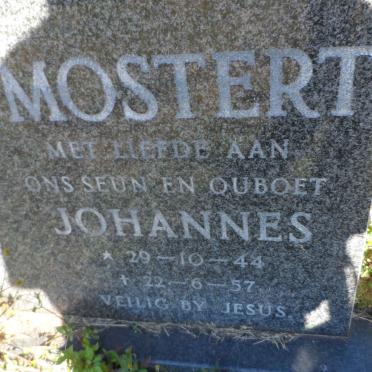 MOSTERT
MET LIEFDE AAN
ONS SEUN EN OUBOET
JOHANNES
* 29-10-44
+ 22-6-57
VEILIG BY JESUS